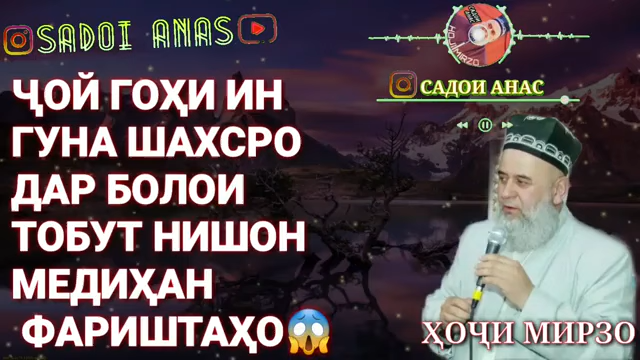 SADOI ANAS
ҶОЙ ГОҲИ ИН
ГУНА ШАХСРО
ДАР БОЛОИ
ТОБУТ НИШОН
МЕДИҲАН
ФАРИШТАҲО😱
САДОИ АНАС
ҲОҶИ МИРЗО